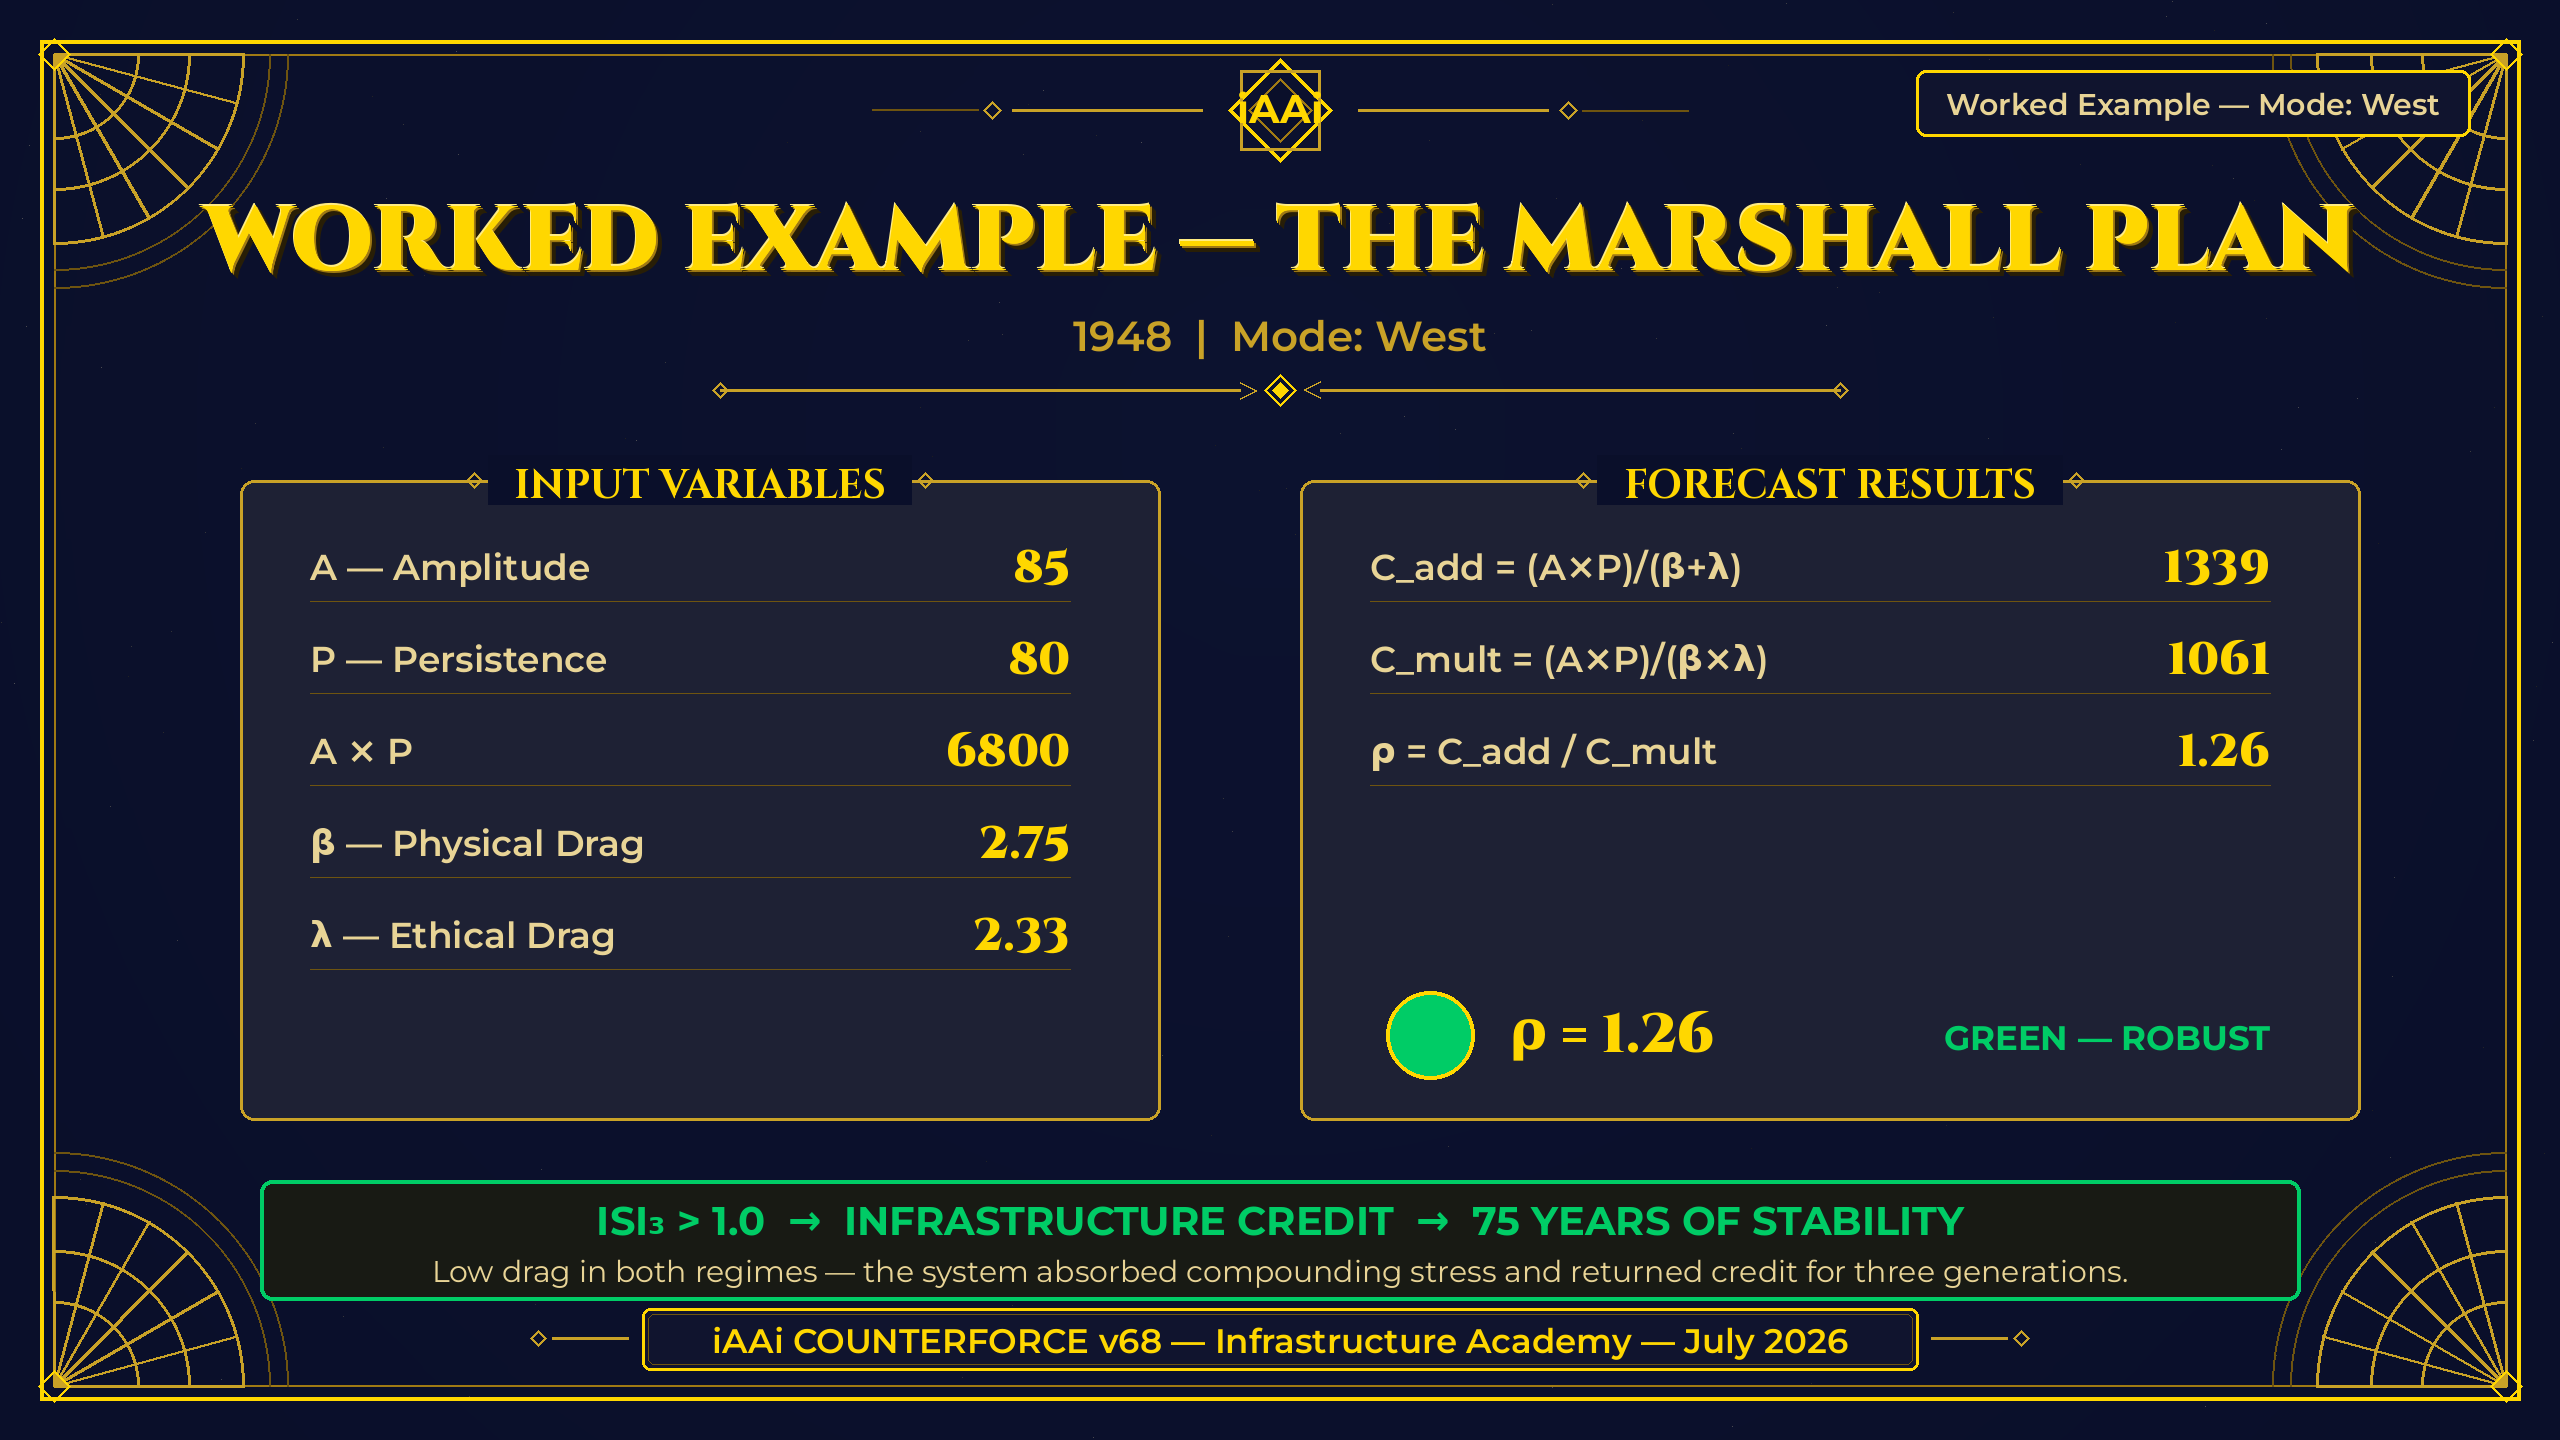 iAAi
Worked Example — Mode: West
WORKED EXAMPLE — THE MARSHALL PLAN
1948 | Mode: West
INPUT VARIABLES
A — Amplitude 85
P — Persistence 80
A × P 6800
β — Physical Drag 2.75
λ — Ethical Drag 2.33
FORECAST RESULTS
C_add = (A×P)/(β+λ) 1339
C_mult = (A×P)/(β×λ) 1061
ρ = C_add / C_mult 1.26
ρ = 1.26 GREEN — ROBUST
ISI₃ > 1.0 → INFRASTRUCTURE CREDIT → 75 YEARS OF STABILITY
Low drag in both regimes — the system absorbed compounding stress and returned credit for three generations.
iAAi COUNTERFORCE v68 — Infrastructure Academy — July 2026